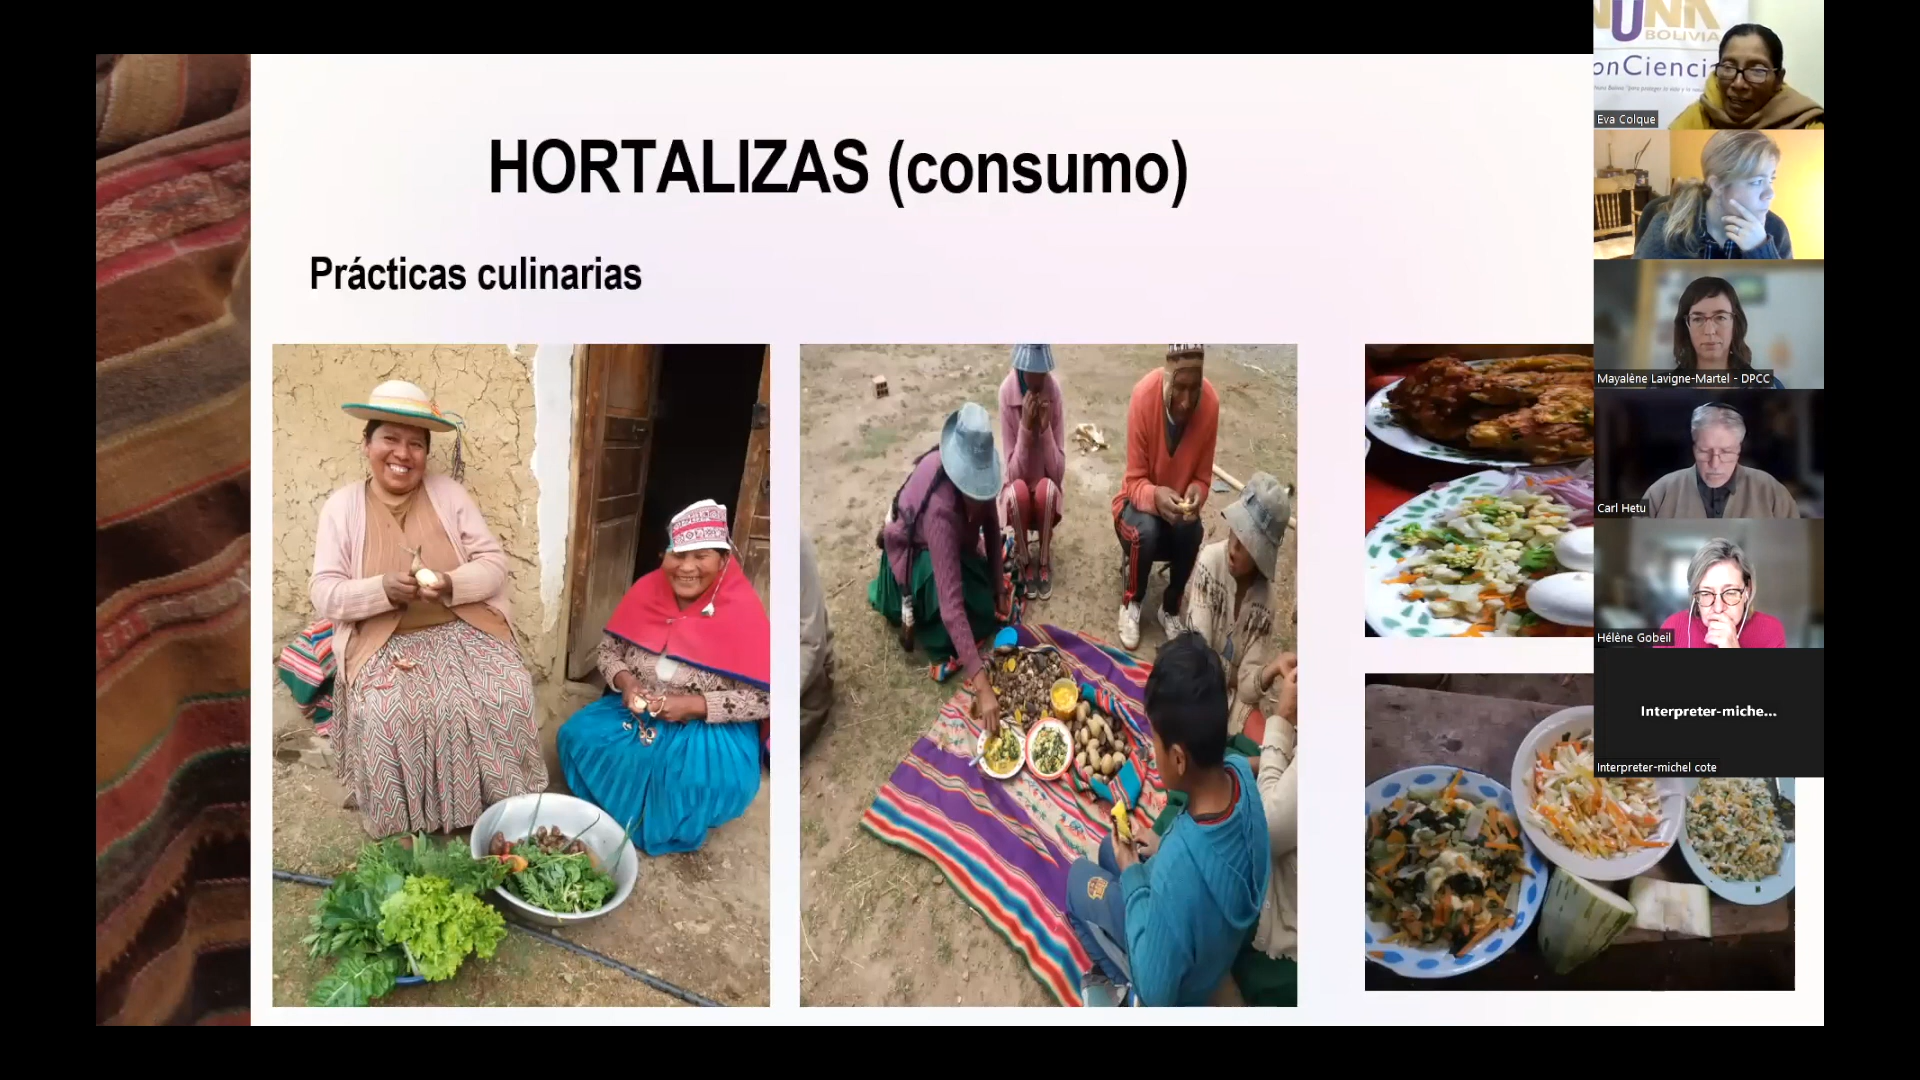 HORTALIZAS (consumo)
Prácticas culinarias
BOLIVIA
Eva Colque
Mayalène Lavigne-Martel - DPCC
Carl Hetu
Hélène Gobeil
Interpreter-miche...
Interpreter-michel cote